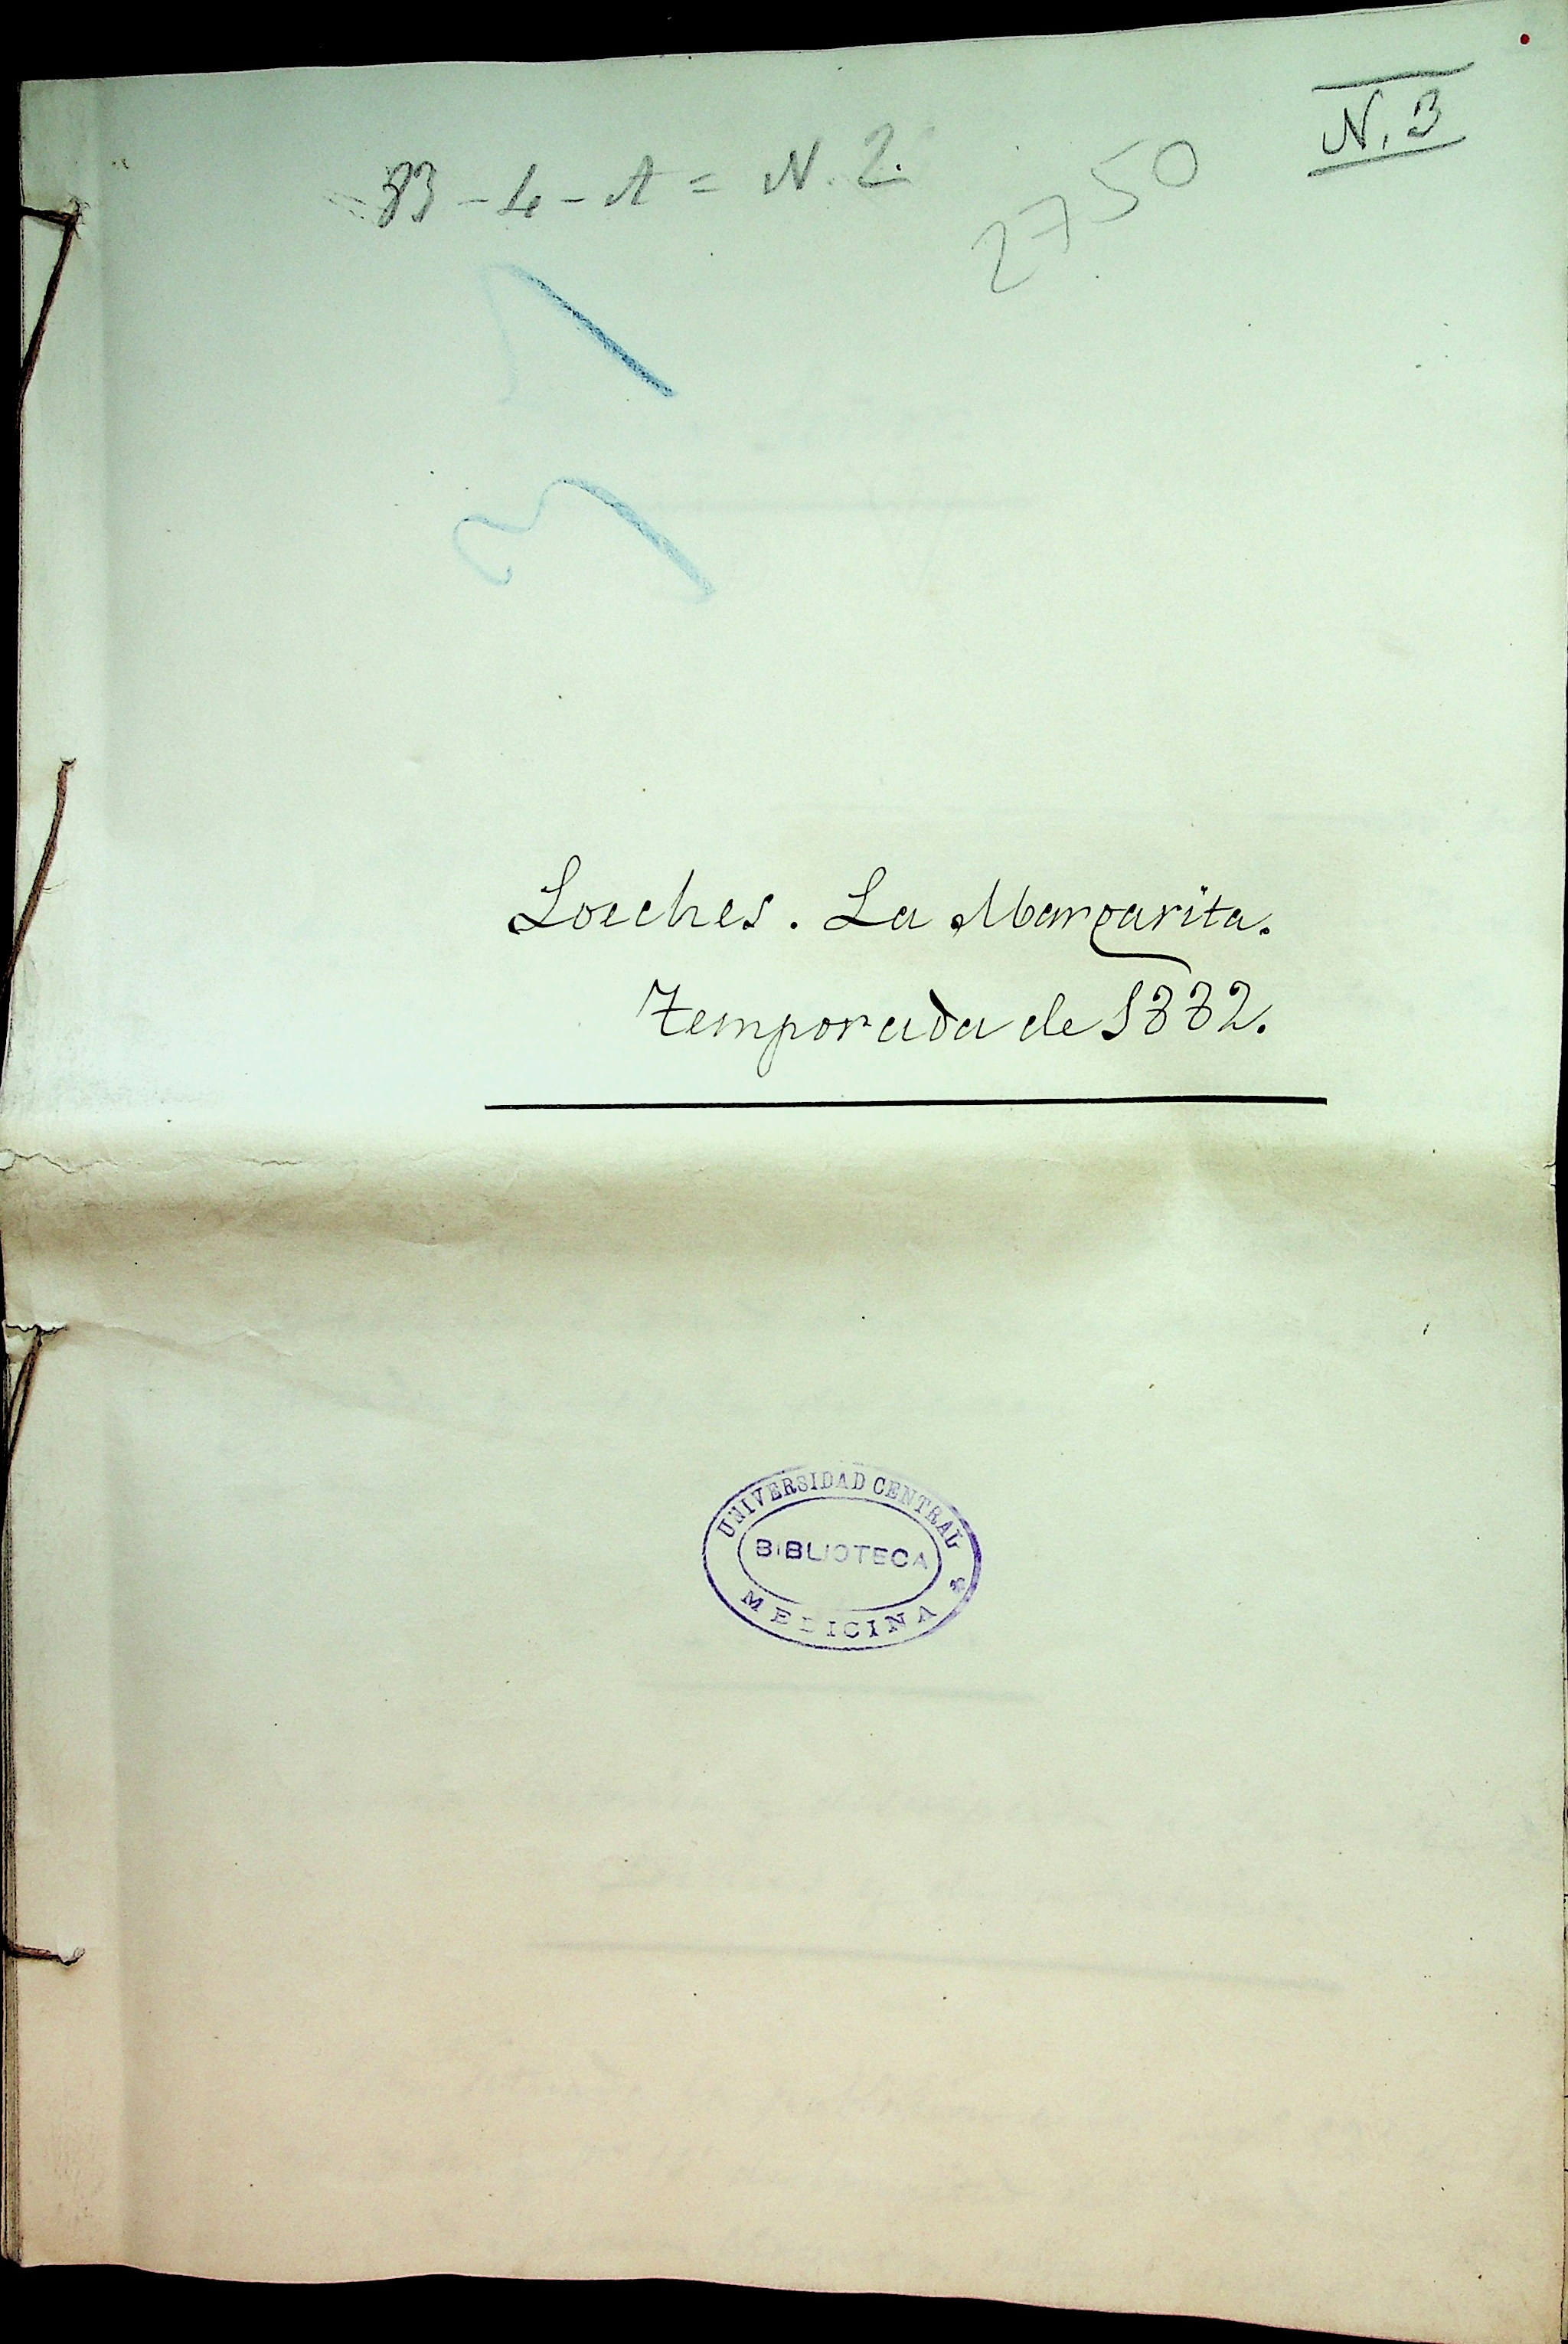 N. 3
83-4-A = N. 2.
2750
Loeches. La Margarita.
Temporada de 1882.
UNIVERSIDAD CENTRAL
BIBLIOTECA
MEDICINA